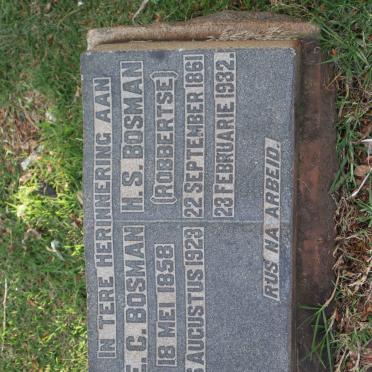 IN TERE HERINNERING AAN
C. BOSMAN
18 MEI 1858
AUGUSTUS 1923
H. S. BOSMAN
(ROBBERTSE)
22 SEPTEMBER 1861
23 FEBRUARIE 1932.
RUS NA ARBEID.